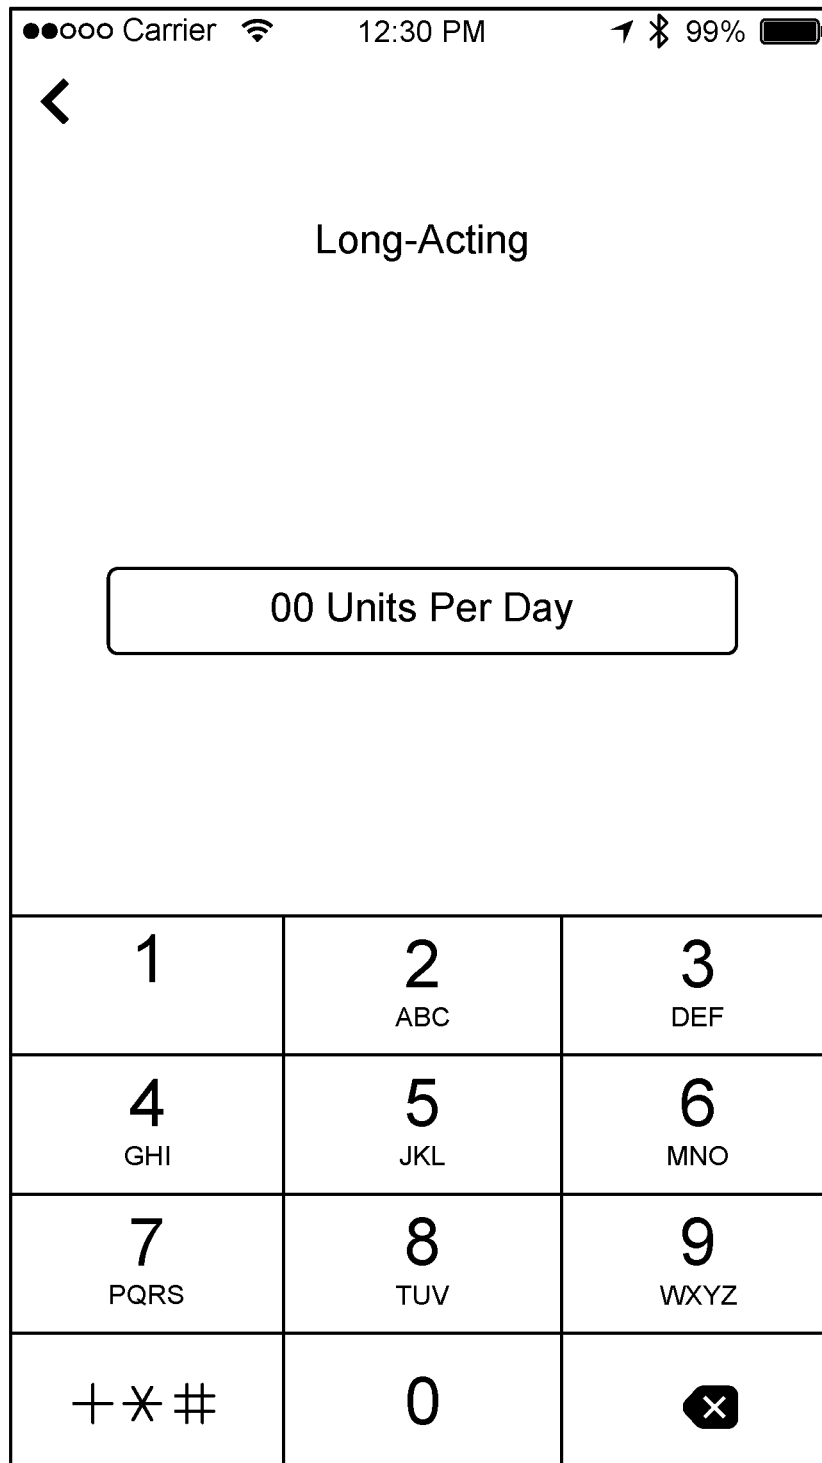 Carrier 12:30 PM 99%
Long-Acting
00 Units Per Day
1 2 3
ABC DEF
4 5 6
GHI JKL MNO
7 8 9
PQRS TUV WXYZ
+*# 0